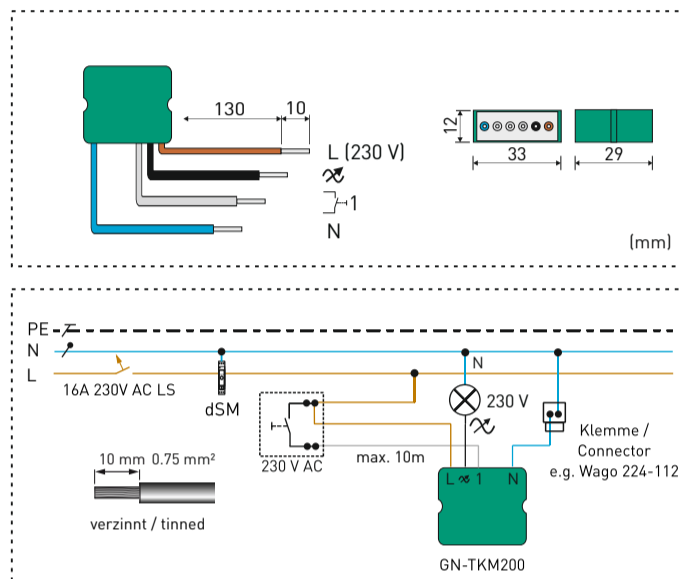 130
10
L (230 V)
1
N
12
33
29
(mm)
PE
N
L
16A 230V AC LS
dSM
N
230 V
230 V AC
max. 10m
Klemme /
Connector
e.g. Wago 224-112
10 mm 0.75 mm²
L 1 N
verzinnt / tinned
GN-TKM200